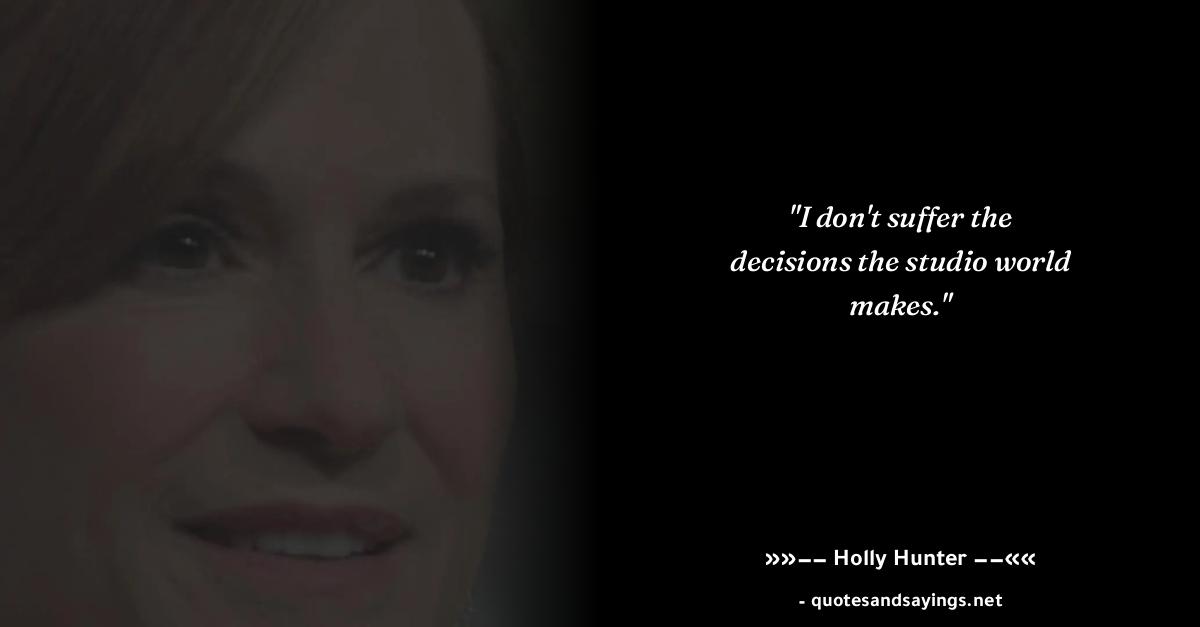 "I don't suffer the
decisions the studio world
makes."
»»−− Holly Hunter −−««
- quotesandsayings.net